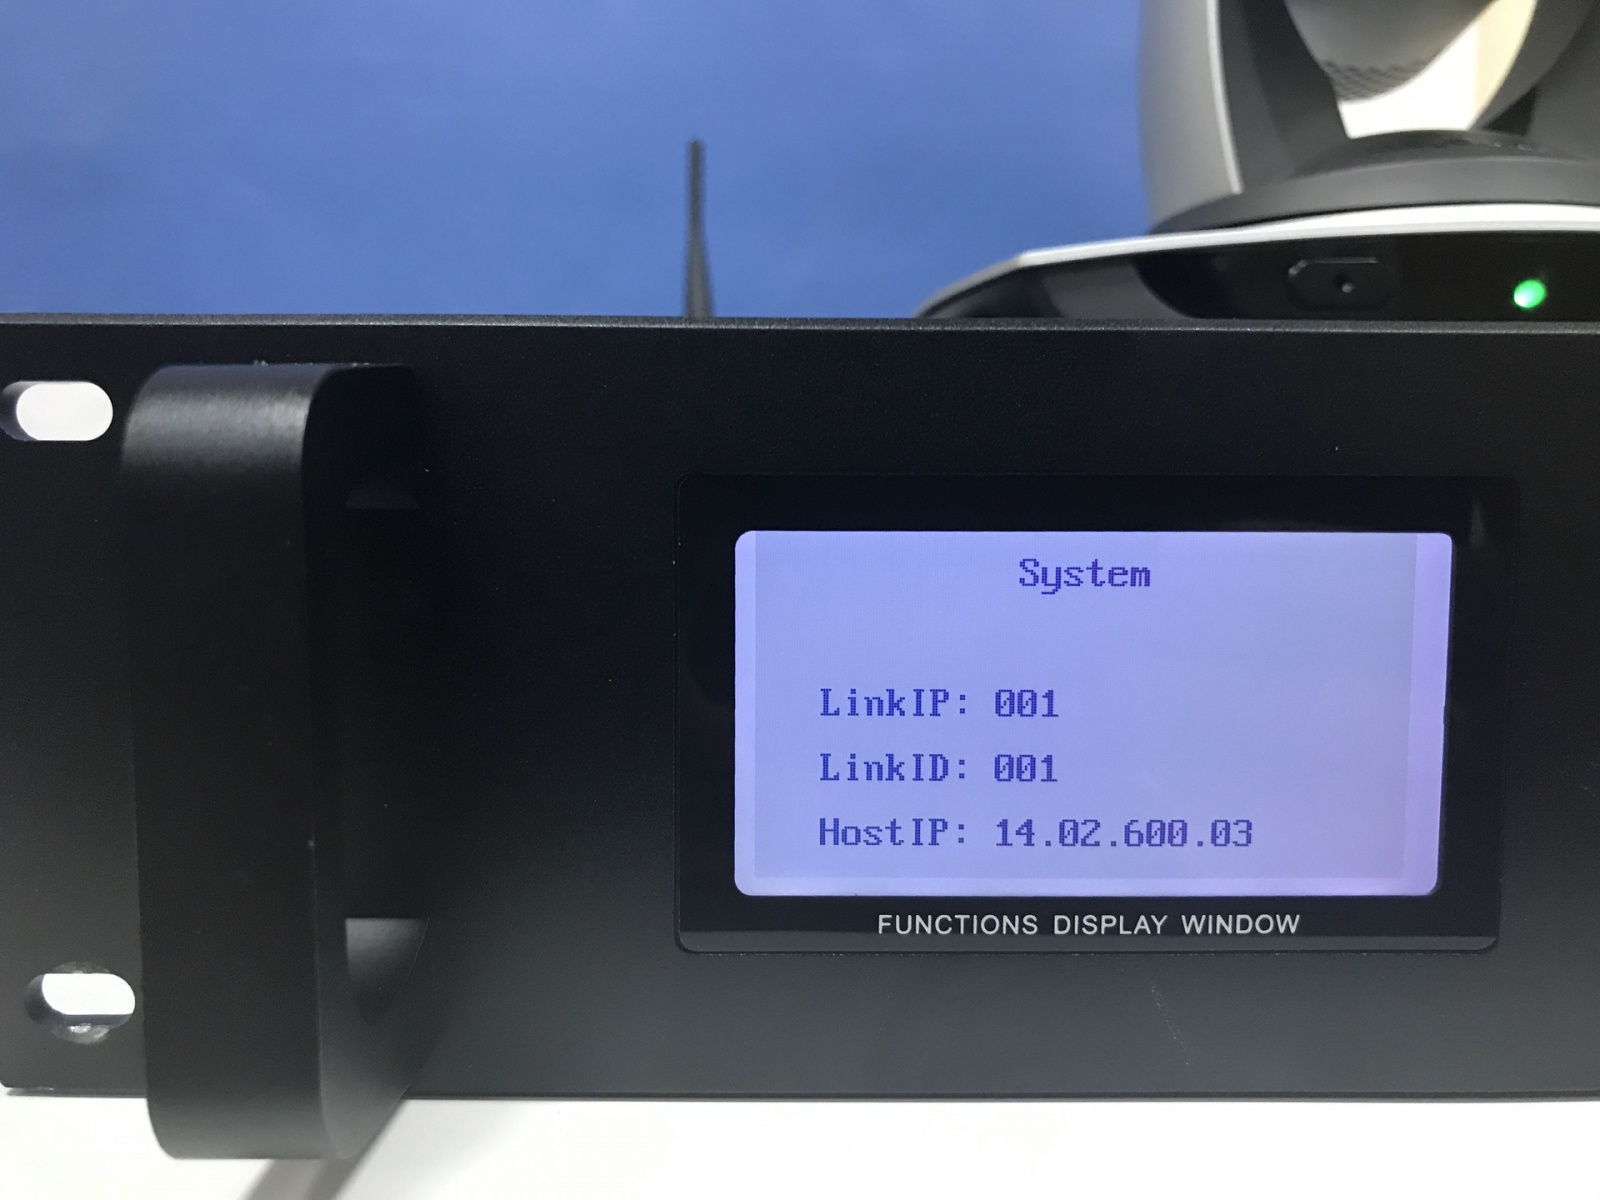 System
LinkIP: 001
LinkID: 001
HostIP: 14.02.600.03
FUNCTIONS DISPLAY WINDOW